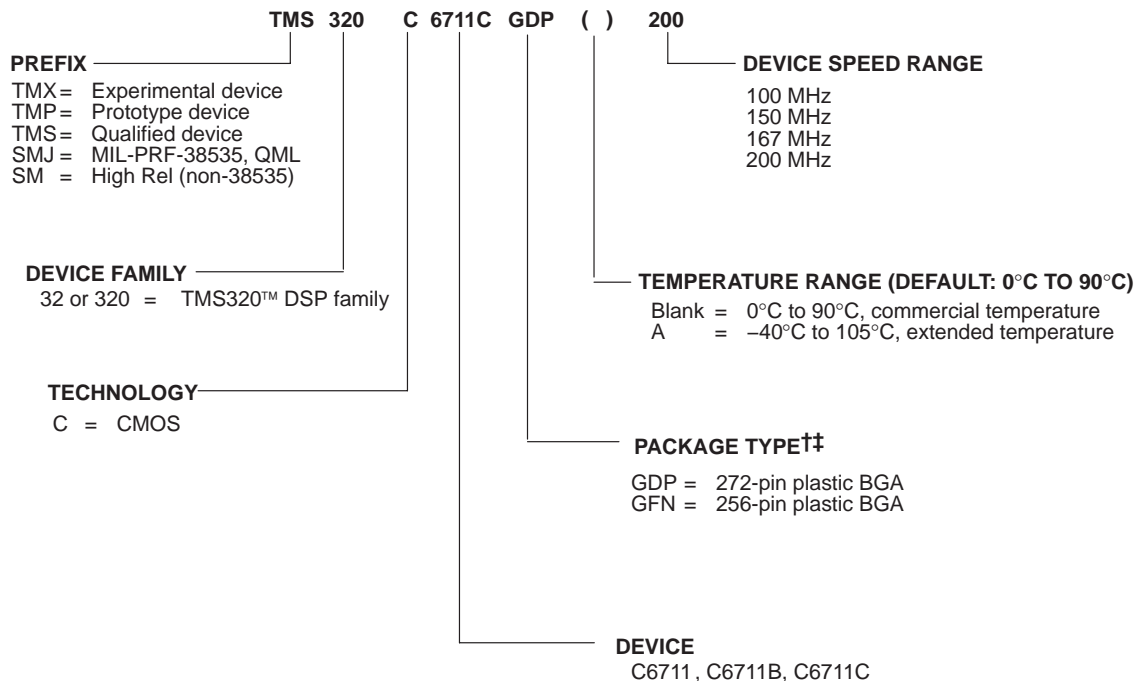 TMS 320 C 6711C GDP ( ) 200
PREFIX
TMX = Experimental device
TMP = Prototype device
TMS = Qualified device
SMJ = MIL-PRF-38535, QML
SM = High Rel (non-38535)
DEVICE SPEED RANGE
100 MHz
150 MHz
167 MHz
200 MHz
DEVICE FAMILY
32 or 320 = TMS320™ DSP family
TEMPERATURE RANGE (DEFAULT: 0°C TO 90°C)
Blank = 0°C to 90°C, commercial temperature
A = –40°C to 105°C, extended temperature
TECHNOLOGY
C = CMOS
PACKAGE TYPE†‡
GDP = 272-pin plastic BGA
GFN = 256-pin plastic BGA
DEVICE
C6711, C6711B, C6711C